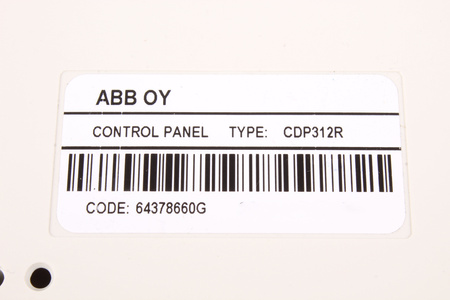 ABB OY
CONTROL PANEL TYPE: CDP312R
CODE: 64378660G